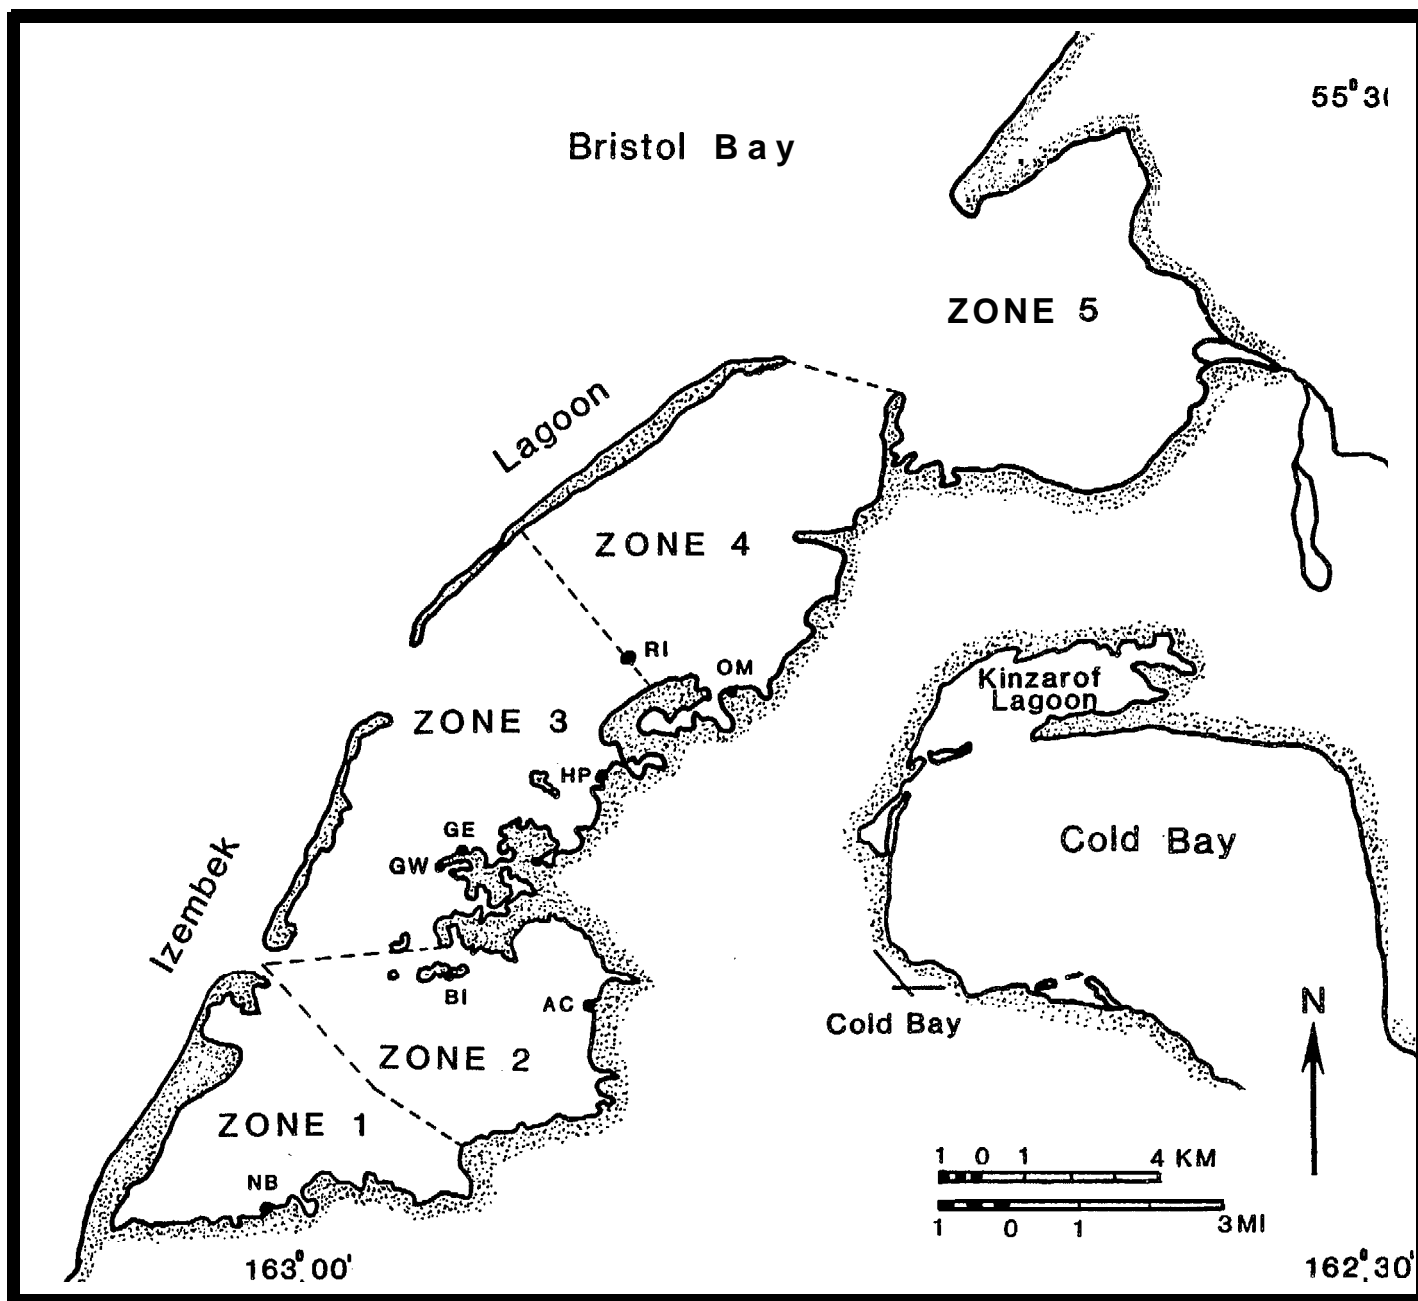 55°30
Bristol Bay
ZONE 5
Lagoon
ZONE 4
RI
OM
Kinzarof
Lagoon
ZONE 3
HP
GE
GW
Cold Bay
Izembek
BI
AC
N
Cold Bay
ZONE 2
ZONE 1
1 0 1 4 KM
NB
1 0 1 3 MI
163°00'
162°30'